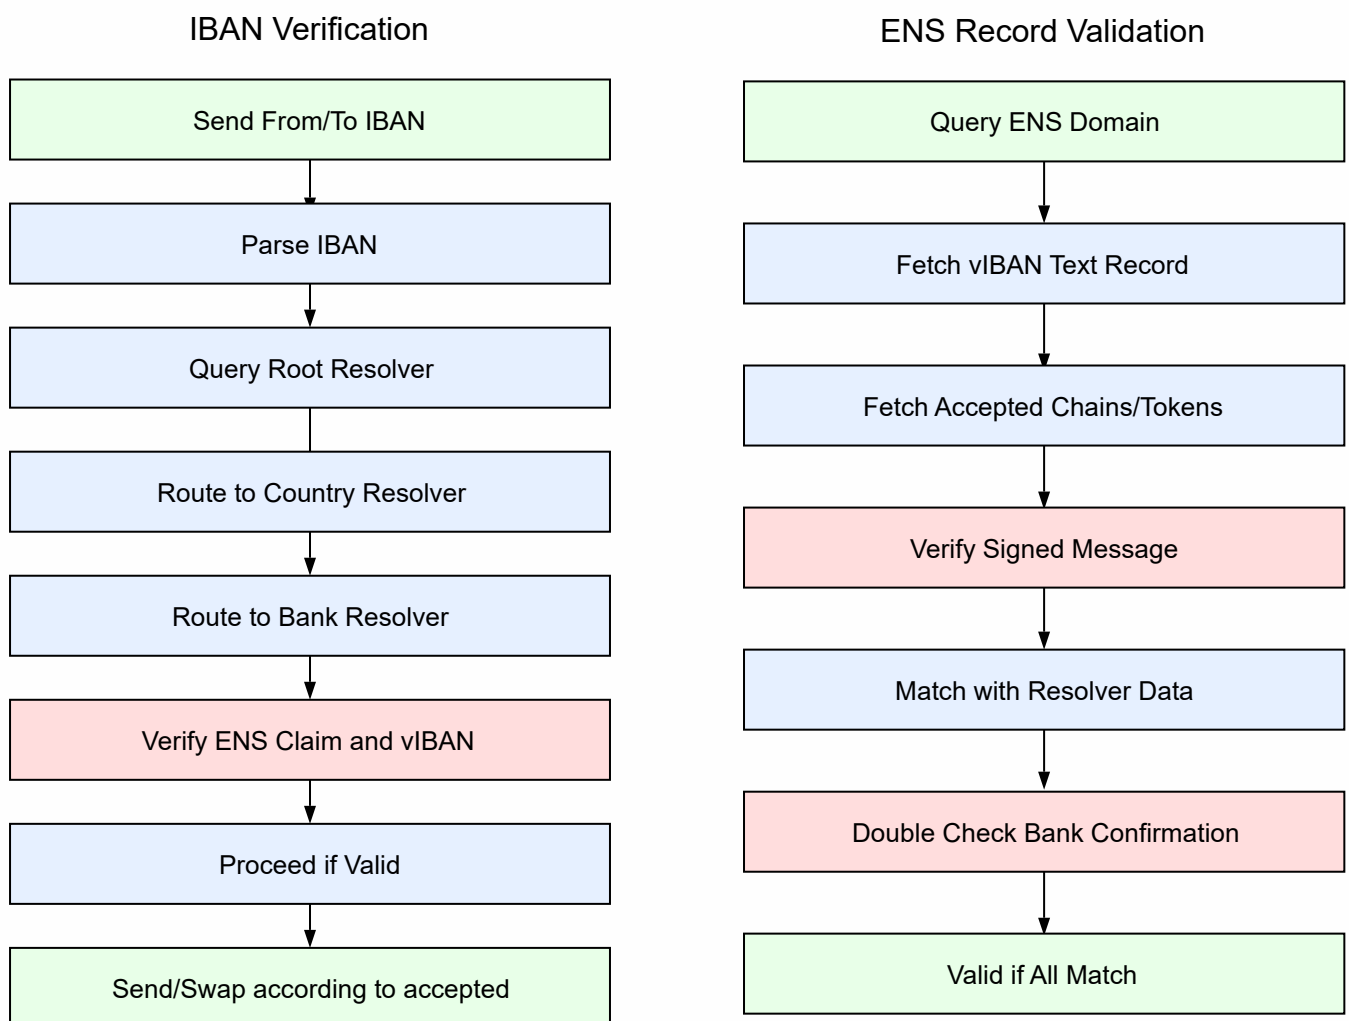 IBAN Verification
Send From/To IBAN
Parse IBAN
Query Root Resolver
Route to Country Resolver
Route to Bank Resolver
Verify ENS Claim and vIBAN
Proceed if Valid
Send/Swap according to accepted
ENS Record Validation
Query ENS Domain
Fetch vIBAN Text Record
Fetch Accepted Chains/Tokens
Verify Signed Message
Match with Resolver Data
Double Check Bank Confirmation
Valid if All Match